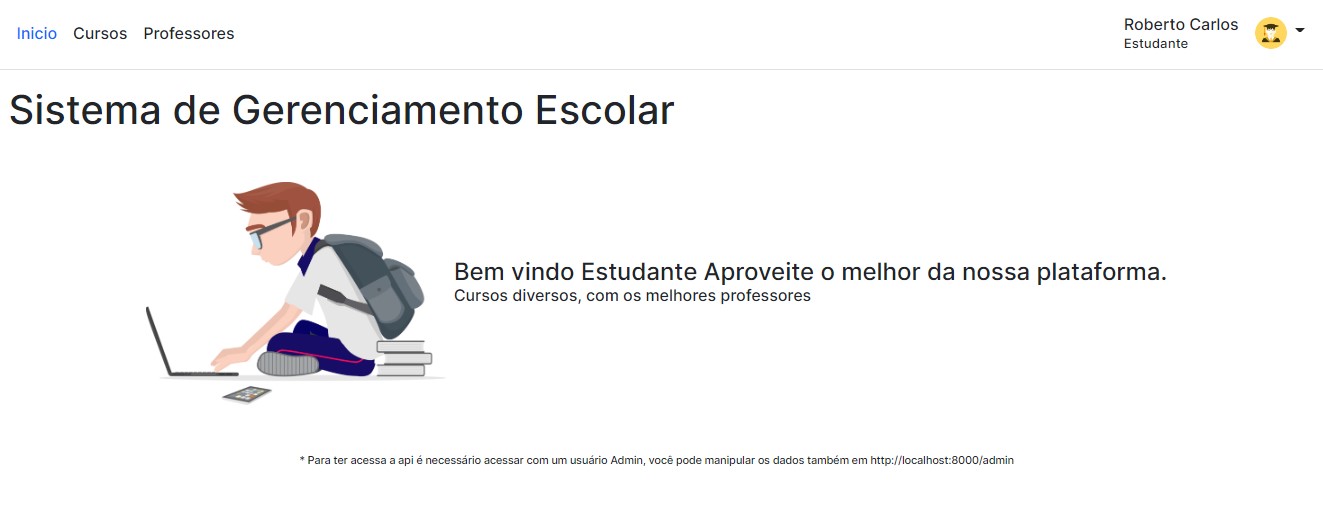 Inicio Cursos Professores
Roberto Carlos
Estudante
Sistema de Gerenciamento Escolar
Bem vindo Estudante Aproveite o melhor da nossa plataforma.
Cursos diversos, com os melhores professores
* Para ter acessa a api é necessário acessar com um usuário Admin, você pode manipular os dados também em http://localhost:8000/admin